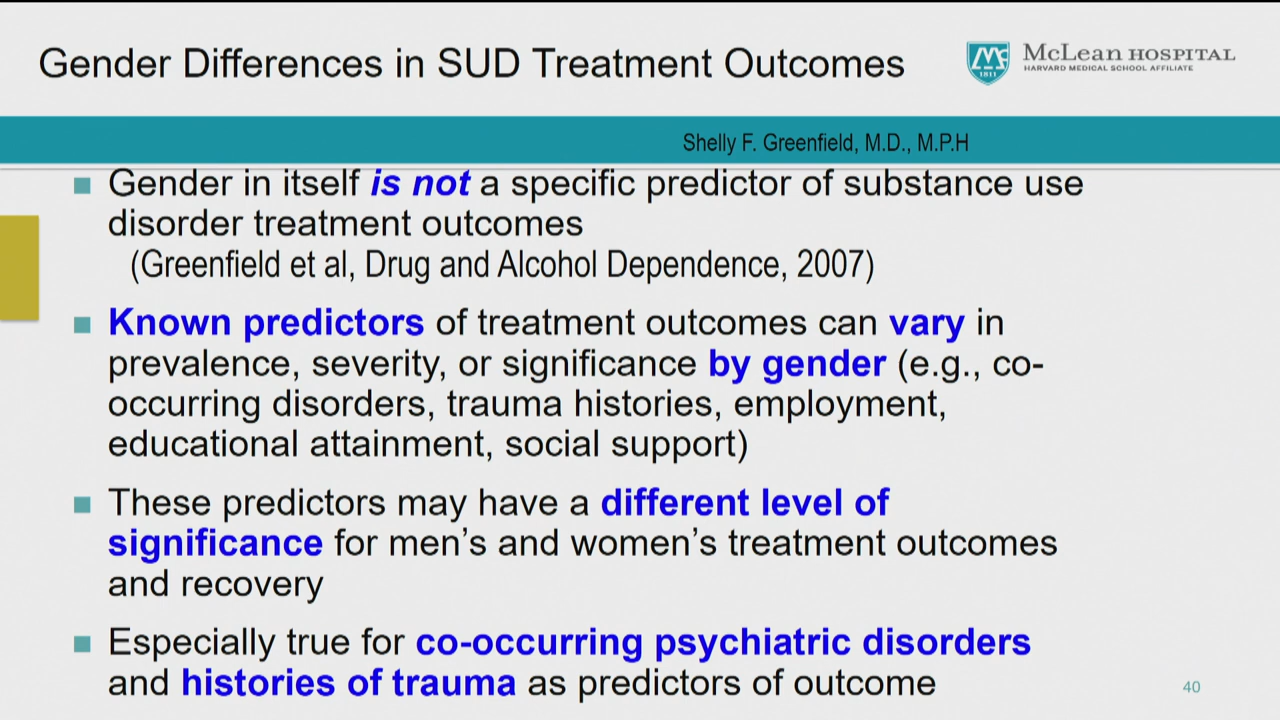 Gender Differences in SUD Treatment Outcomes
McLean HOSPITAL
HARVARD MEDICAL SCHOOL AFFILIATE
Mc
1811
Shelly F. Greenfield, M.D., M.P.H
Gender in itself is not a specific predictor of substance use
disorder treatment outcomes
(Greenfield et al, Drug and Alcohol Dependence, 2007)
Known predictors of treatment outcomes can vary in
prevalence, severity, or significance by gender (e.g., co-
occurring disorders, trauma histories, employment,
educational attainment, social support)
These predictors may have a different level of
significance for men’s and women’s treatment outcomes
and recovery
Especially true for co-occurring psychiatric disorders
and histories of trauma as predictors of outcome
40